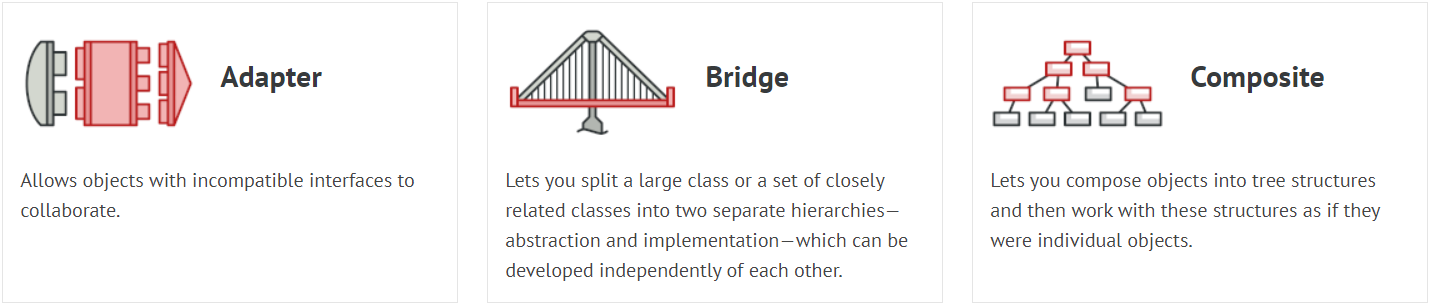 Adapter
Allows objects with incompatible interfaces to
collaborate.
Bridge
Lets you split a large class or a set of closely
related classes into two separate hierarchies—
abstraction and implementation—which can be
developed independently of each other.
Composite
Lets you compose objects into tree structures
and then work with these structures as if they
were individual objects.